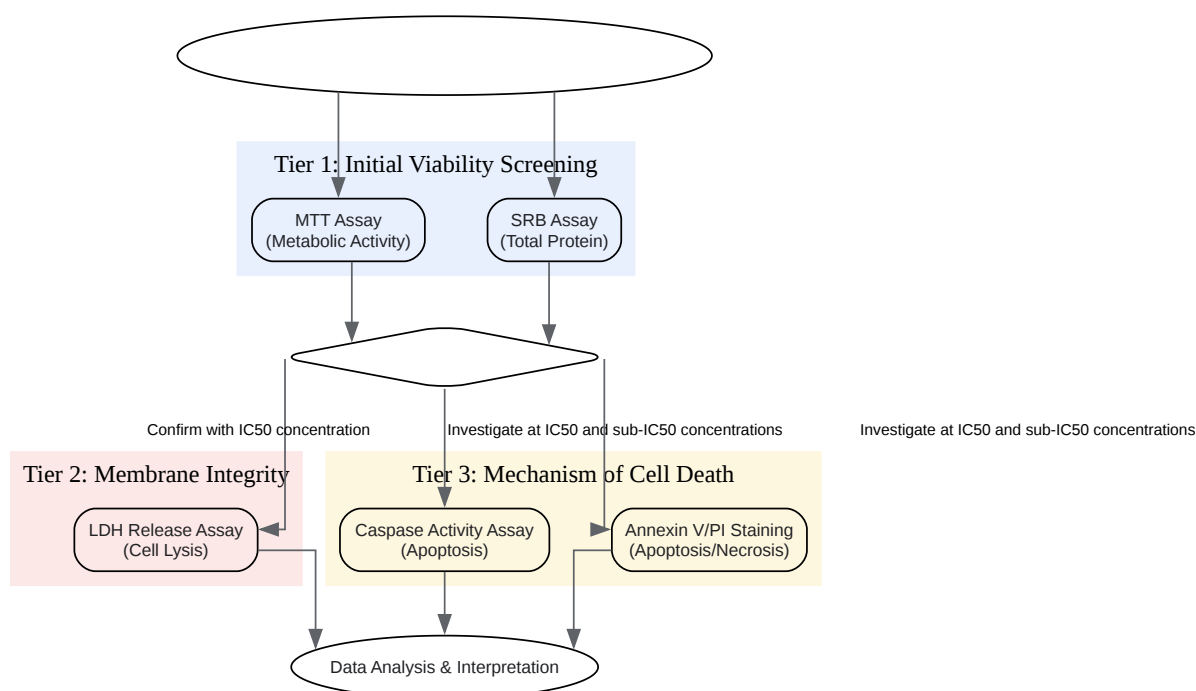 Tier 1: Initial Viability Screening
MTT Assay
(Metabolic Activity)
SRB Assay
(Total Protein)
Confirm with IC50 concentration
Investigate at IC50 and sub-IC50 concentrations
Investigate at IC50 and sub-IC50 concentrations
Tier 2: Membrane Integrity
Tier 3: Mechanism of Cell Death
LDH Release Assay
(Cell Lysis)
Caspase Activity Assay
(Apoptosis)
Annexin V/PI Staining
(Apoptosis/Necrosis)
Data Analysis & Interpretation